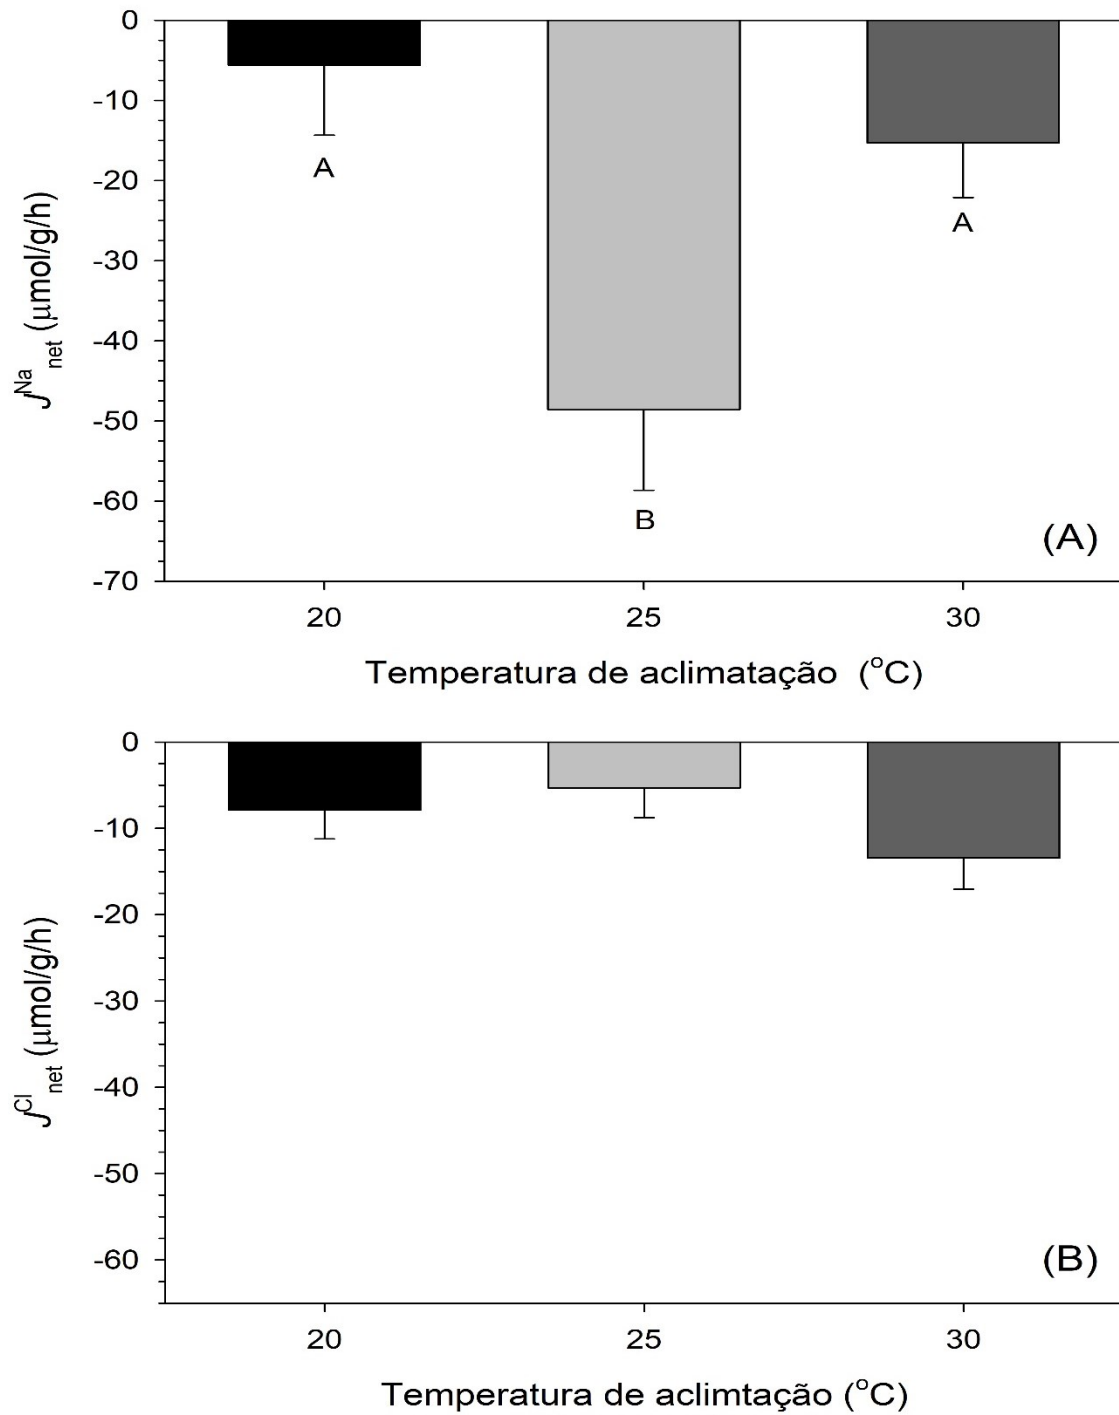 0
-10
-20
-30
-40
-50
-60
-70
J^Na_net (μmol/g/h)
A
B
A
(A)
20 25 30
Temperatura de aclimatação (°C)
0
-10
-20
-30
-40
-50
-60
J^Cl_net (μmol/g/h)
(B)
20 25 30
Temperatura de aclimtação (°C)